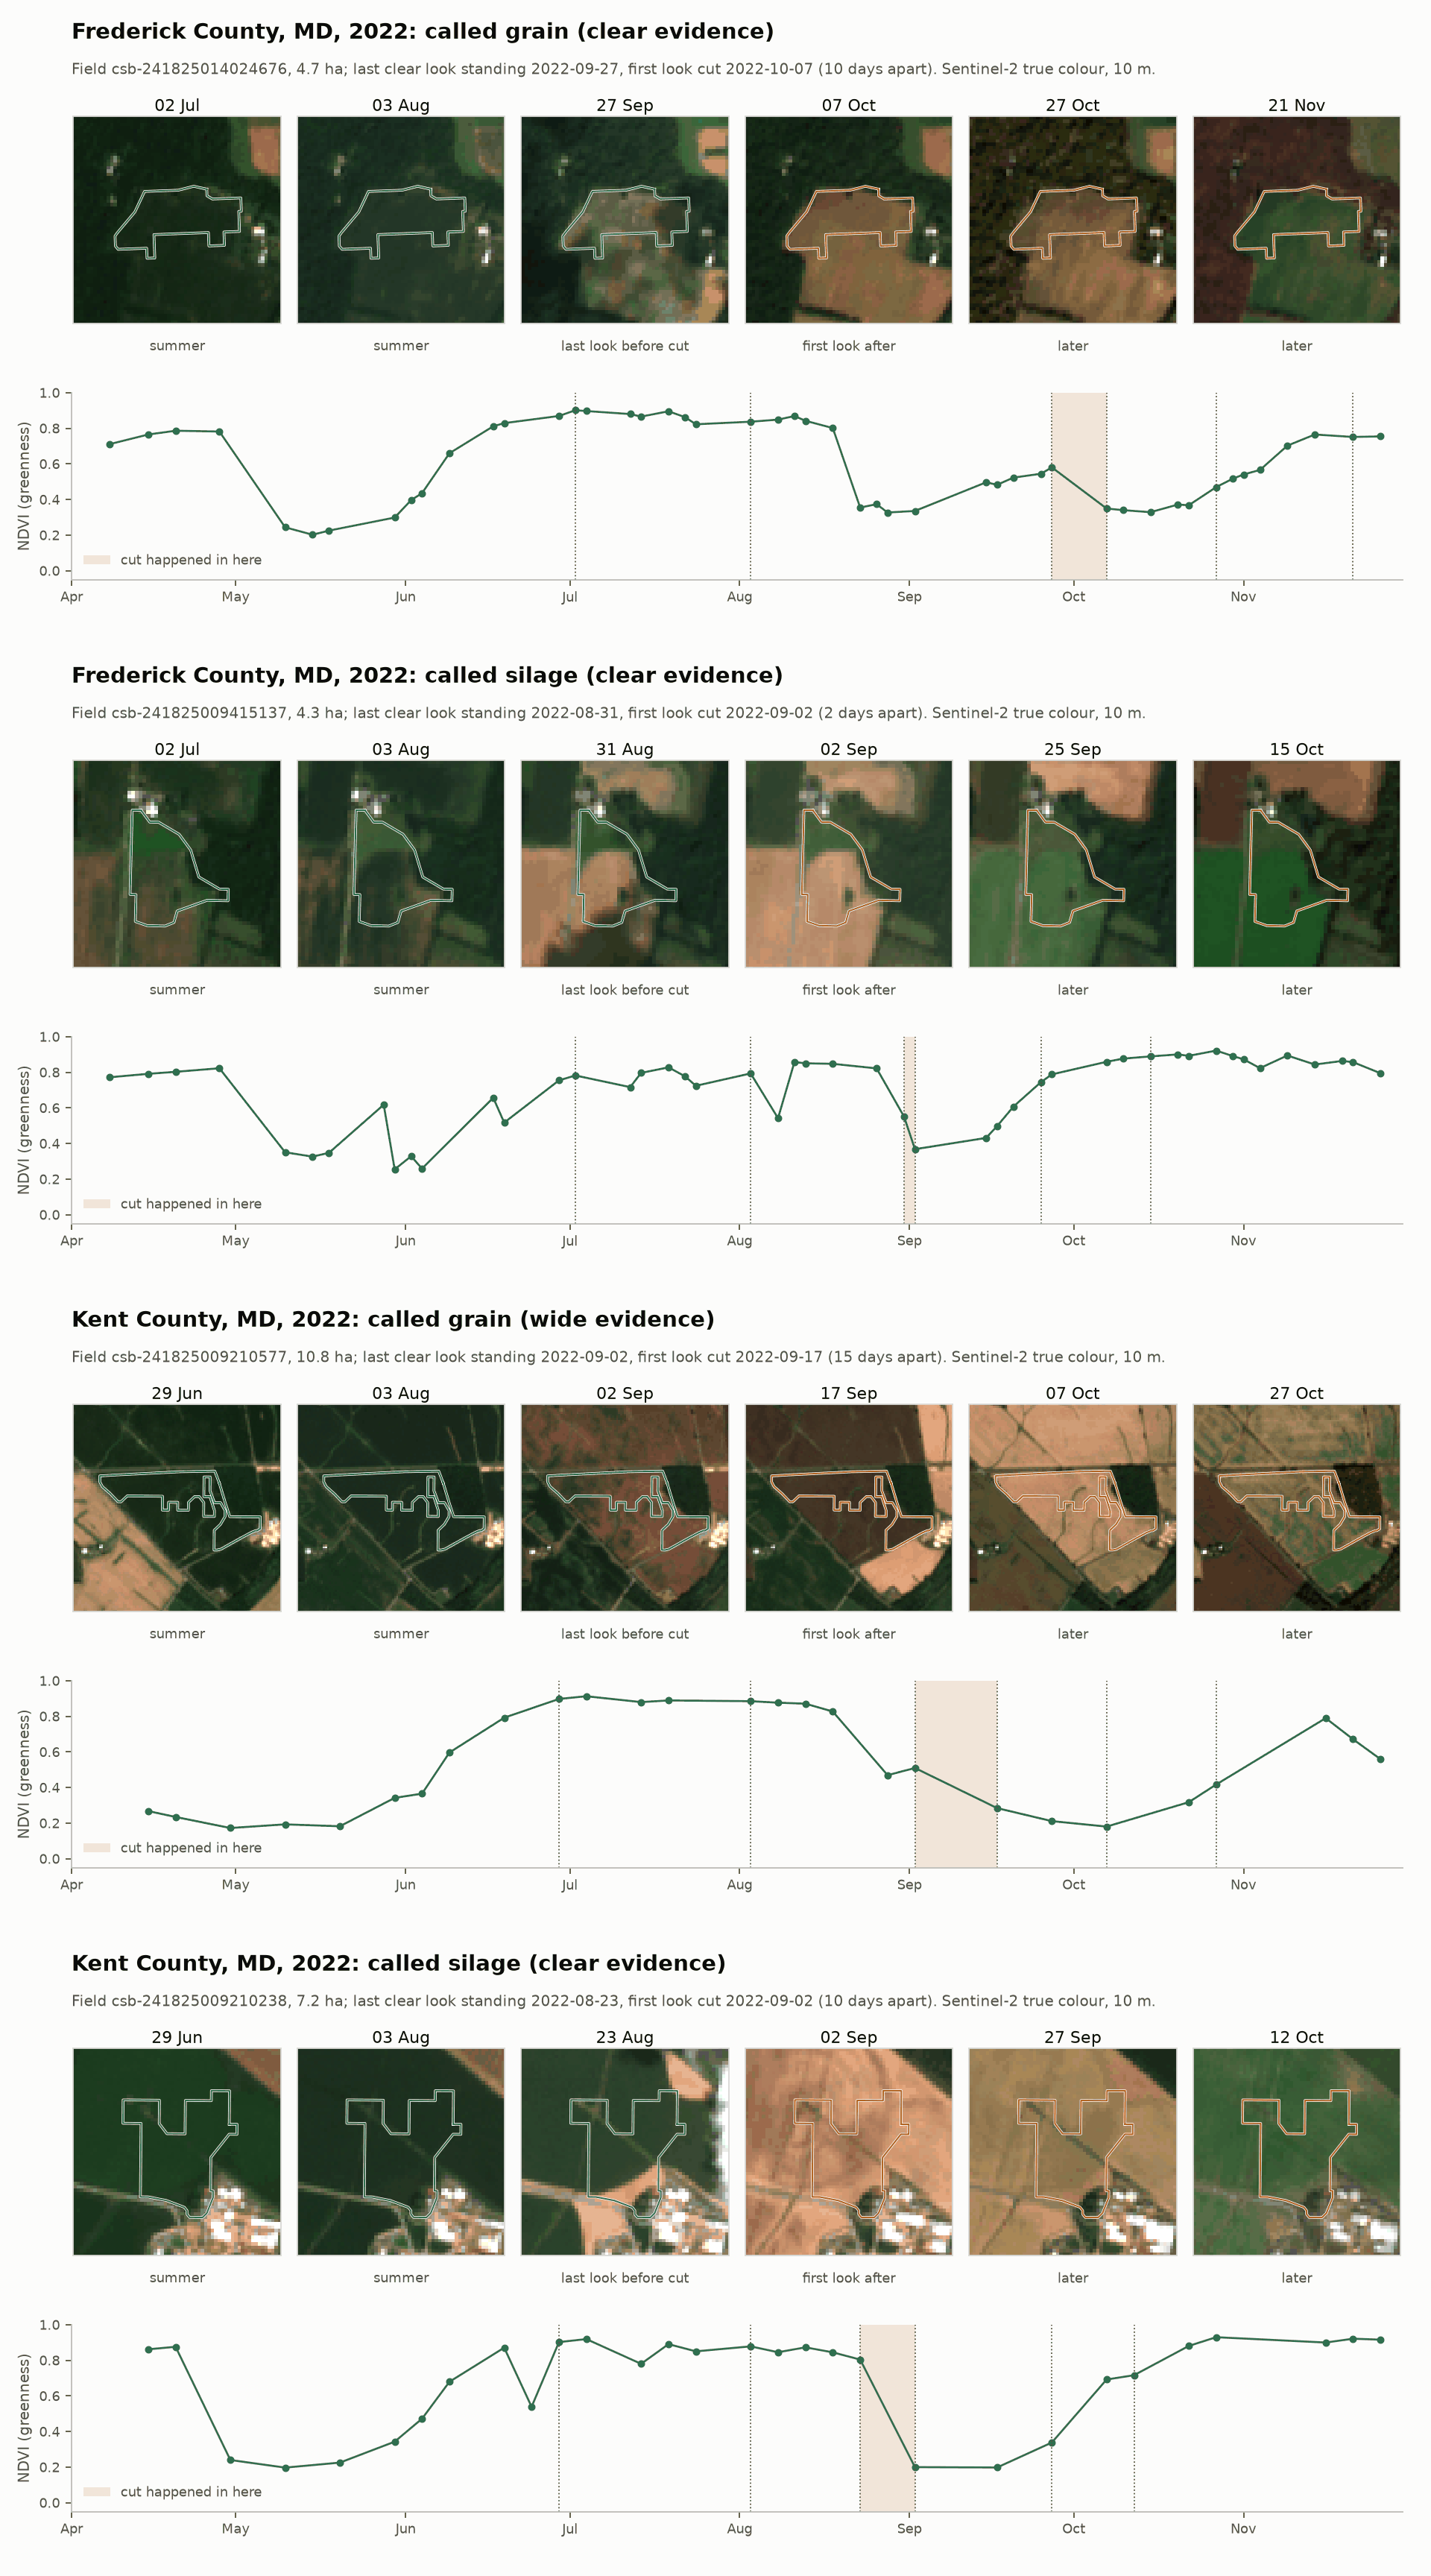 Frederick County, MD, 2022: called grain (clear evidence)
Field csb-241825014024676, 4.7 ha; last clear look standing 2022-09-27, first look cut 2022-10-07 (10 days apart). Sentinel-2 true colour, 10 m.
02 Jul 03 Aug 27 Sep 07 Oct 27 Oct 21 Nov
summer summer last look before cut first look after later later
1.0
0.8
0.6
0.4
0.2
0.0
NDVI (greenness)
cut happened in here
Apr May Jun Jul Aug Sep Oct Nov
Frederick County, MD, 2022: called silage (clear evidence)
Field csb-241825009415137, 4.3 ha; last clear look standing 2022-08-31, first look cut 2022-09-02 (2 days apart). Sentinel-2 true colour, 10 m.
02 Jul 03 Aug 31 Aug 02 Sep 25 Sep 15 Oct
summer summer last look before cut first look after later later
1.0
0.8
0.6
0.4
0.2
0.0
NDVI (greenness)
cut happened in here
Apr May Jun Jul Aug Sep Oct Nov
Kent County, MD, 2022: called grain (wide evidence)
Field csb-241825009210577, 10.8 ha; last clear look standing 2022-09-02, first look cut 2022-09-17 (15 days apart). Sentinel-2 true colour, 10 m.
29 Jun 03 Aug 02 Sep 17 Sep 07 Oct 27 Oct
summer summer last look before cut first look after later later
1.0
0.8
0.6
0.4
0.2
0.0
NDVI (greenness)
cut happened in here
Apr May Jun Jul Aug Sep Oct Nov
Kent County, MD, 2022: called silage (clear evidence)
Field csb-241825009210238, 7.2 ha; last clear look standing 2022-08-23, first look cut 2022-09-02 (10 days apart). Sentinel-2 true colour, 10 m.
29 Jun 03 Aug 23 Aug 02 Sep 27 Sep 12 Oct
summer summer last look before cut first look after later later
1.0
0.8
0.6
0.4
0.2
0.0
NDVI (greenness)
cut happened in here
Apr May Jun Jul Aug Sep Oct Nov